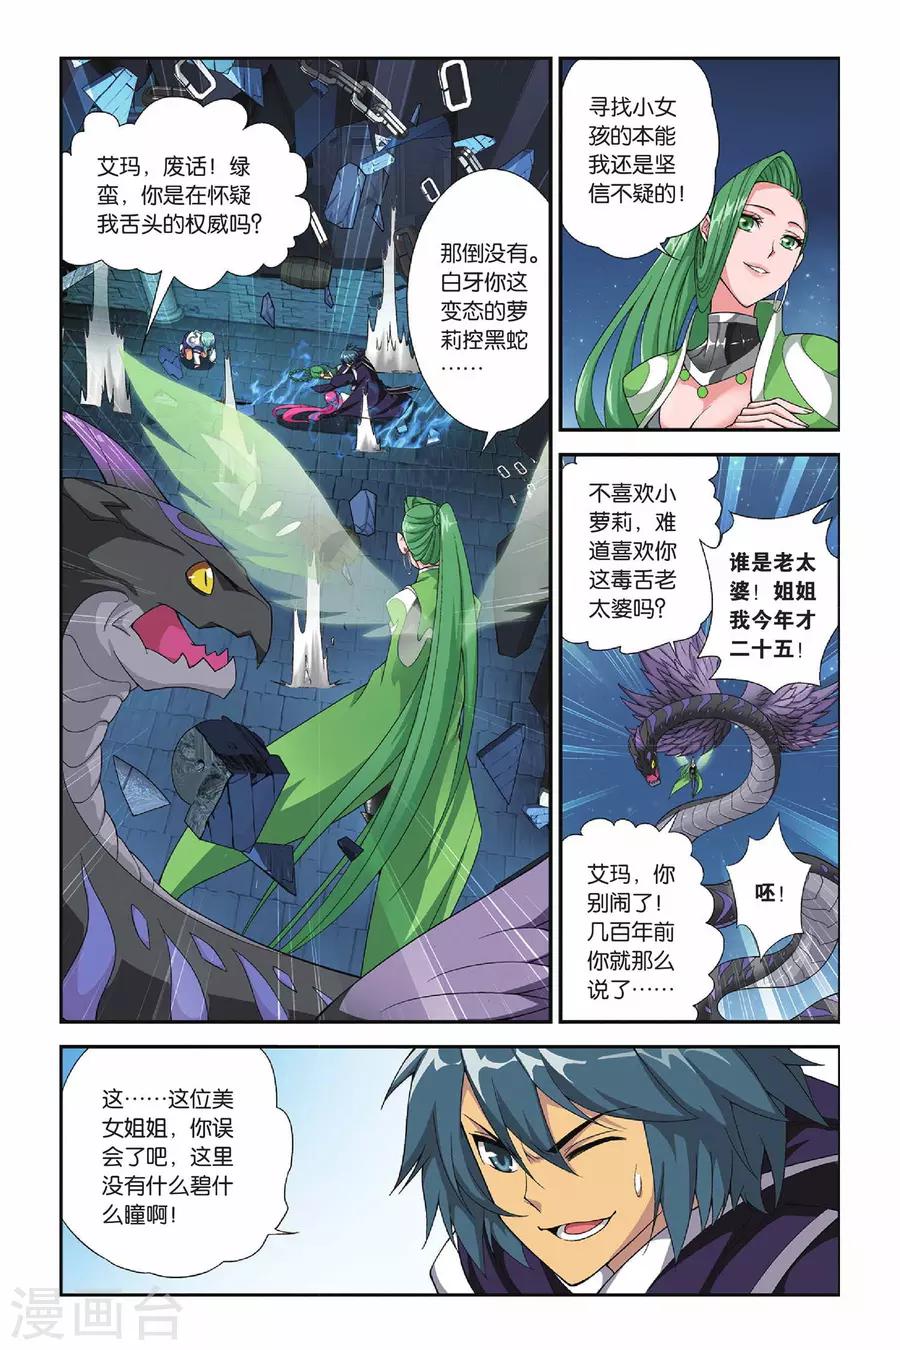 艾玛，废话！绿
蛮，你是在怀疑
我舌头的权威吗？
那倒没有。
白牙你这
变态的萝
莉控黑蛇
……
寻找小女
孩的本能
我还是坚
信不疑的！
不喜欢小
萝莉，难
道喜欢你
这毒舌老
太婆吗？
谁是老太
婆！姐姐
我今年才
二十五！
艾玛，你
别闹了！
几百年前
你就那么
说了……
呸！
这……这位美
女姐姐，你误
会了吧，这里
没有什么碧什
么瞳啊！
漫画台